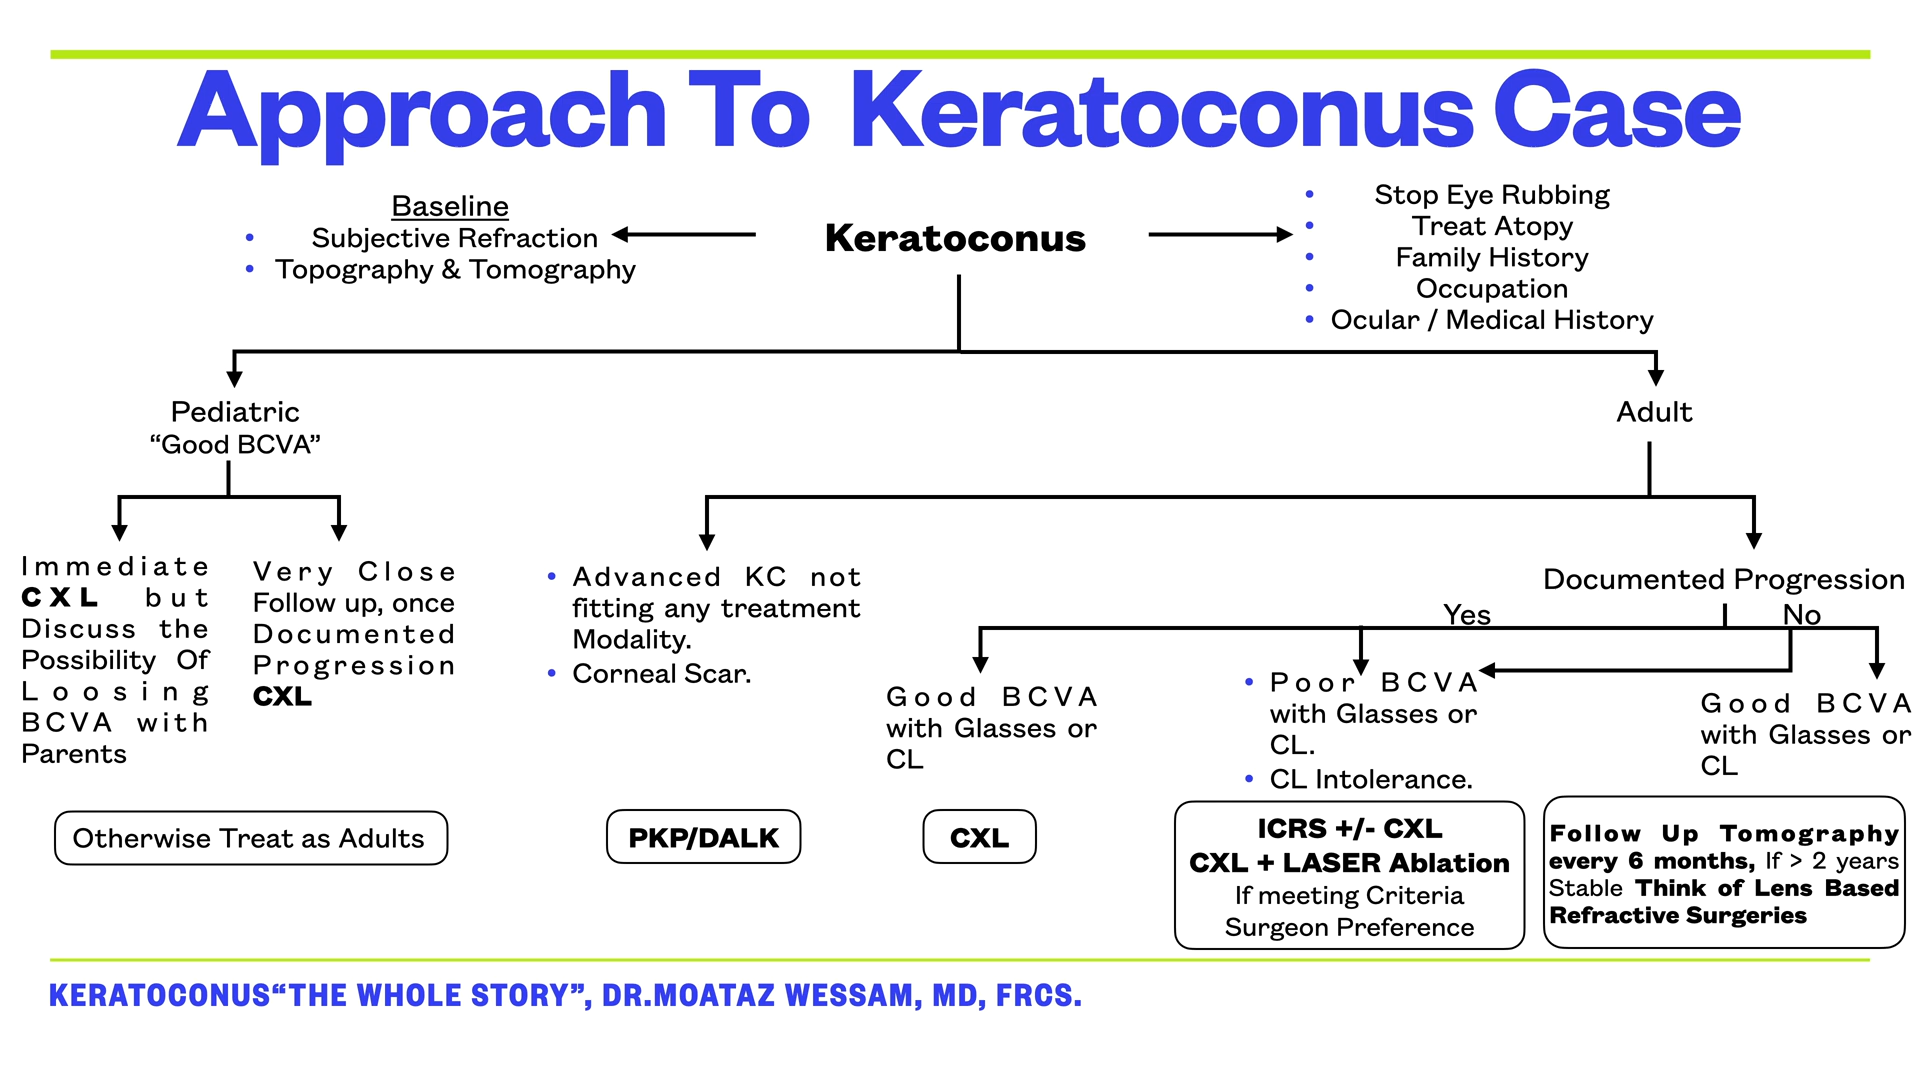 Approach To Keratoconus Case
Baseline
• Subjective Refraction
• Topography & Tomography
Keratoconus
• Stop Eye Rubbing
• Treat Atopy
• Family History
• Occupation
• Ocular / Medical History
Pediatric
“Good BCVA”
Adult
Immediate
CXL but
Discuss the
Possibility Of
Loosing
BCVA with
Parents
Very Close
Follow up, once
Documented
Progression
CXL
Otherwise Treat as Adults
• Advanced KC not
fitting any treatment
Modality.
• Corneal Scar.
PKP/DALK
Documented Progression
Yes
No
Good BCVA
with Glasses or
CL
CXL
• Poor BCVA
with Glasses or
CL.
• CL Intolerance.
ICRS +/- CXL
CXL + LASER Ablation
If meeting Criteria
Surgeon Preference
Good BCVA
with Glasses or
CL
Follow Up Tomography
every 6 months, If > 2 years
Stable Think of Lens Based
Refractive Surgeries
KERATOCONUS“THE WHOLE STORY”, DR.MOATAZ WESSAM, MD, FRCS.